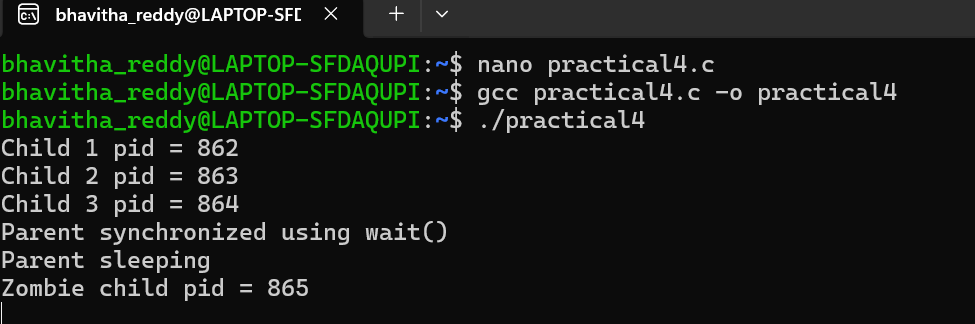 bhavitha_reddy@LAPTOP-SFD
bhavitha_reddy@LAPTOP-SFDAQUPI:~$ nano practical4.c
bhavitha_reddy@LAPTOP-SFDAQUPI:~$ gcc practical4.c -o practical4
bhavitha_reddy@LAPTOP-SFDAQUPI:~$ ./practical4
Child 1 pid = 862
Child 2 pid = 863
Child 3 pid = 864
Parent synchronized using wait()
Parent sleeping
Zombie child pid = 865